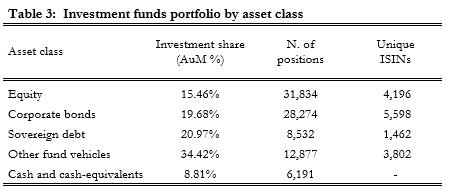 Table 3: Investment funds portfolio by asset class
Asset class Investment share (AuM %) N. of positions Unique ISINs
Equity 15.46% 31,834 4,196
Corporate bonds 19.68% 28,274 5,598
Sovereign debt 20.97% 8,532 1,462
Other fund vehicles 34.42% 12,877 3,802
Cash and cash-equivalents 8.81% 6,191 -